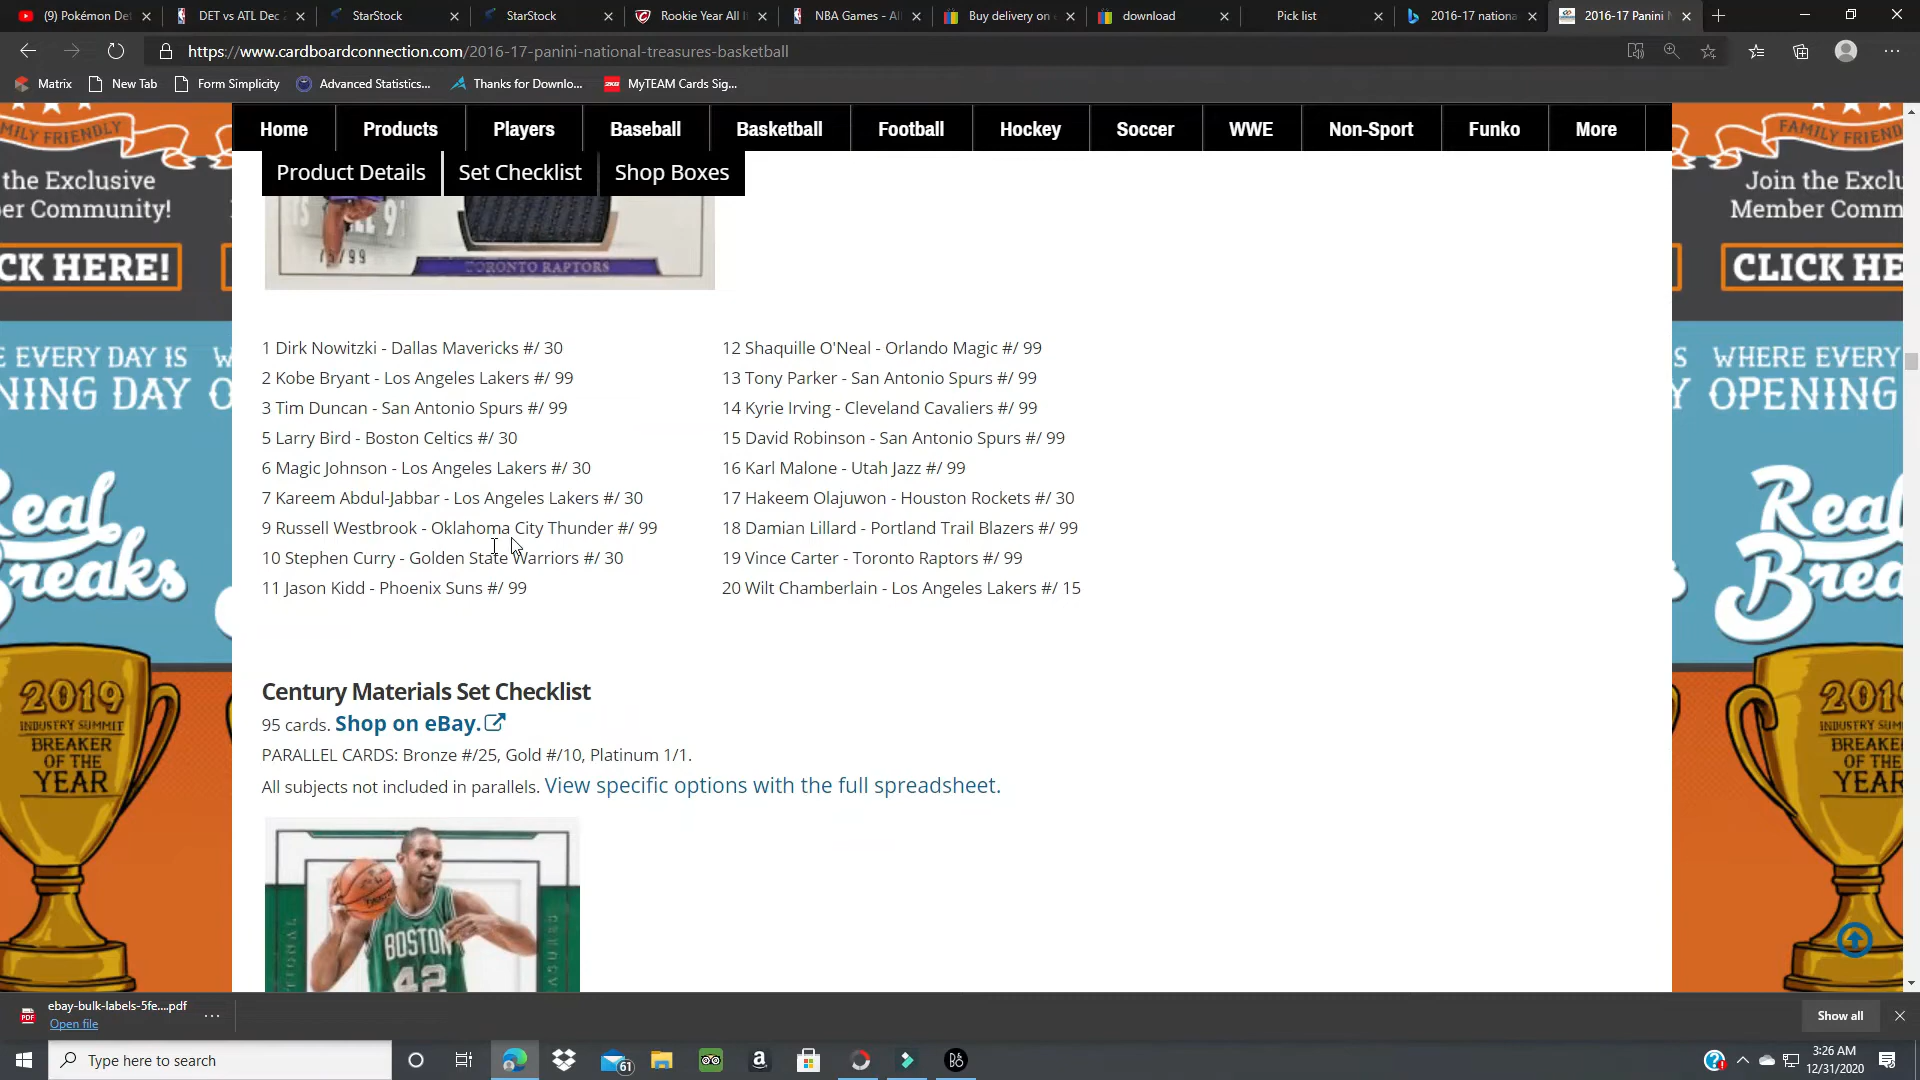 (9) Pokémon De
DET vs ATL Dec
StarStock
StarStock
Rookie Year All
NBA Games - Al
Buy delivery on
download
Pick list
2016-17 nationa
2016-17 Panini
https://www.cardboardconnection.com/2016-17-panini-national-treasures-basketball
Matrix
New Tab
Form Simplicity
Advanced Statistics...
Thanks for Downlo...
MyTEAM Cards Sig...
Home
Products
Players
Baseball
Basketball
Football
Hockey
Soccer
WWE
Non-Sport
Funko
More
Product Details
Set Checklist
Shop Boxes
TORONTO RAPTORS
1 Dirk Nowitzki - Dallas Mavericks #/ 30
2 Kobe Bryant - Los Angeles Lakers #/ 99
3 Tim Duncan - San Antonio Spurs #/ 99
5 Larry Bird - Boston Celtics #/ 30
6 Magic Johnson - Los Angeles Lakers #/ 30
7 Kareem Abdul-Jabbar - Los Angeles Lakers #/ 30
9 Russell Westbrook - Oklahoma City Thunder #/ 99
10 Stephen Curry - Golden State Warriors #/ 30
11 Jason Kidd - Phoenix Suns #/ 99
12 Shaquille O'Neal - Orlando Magic #/ 99
13 Tony Parker - San Antonio Spurs #/ 99
14 Kyrie Irving - Cleveland Cavaliers #/ 99
15 David Robinson - San Antonio Spurs #/ 99
16 Karl Malone - Utah Jazz #/ 99
17 Hakeem Olajuwon - Houston Rockets #/ 30
18 Damian Lillard - Portland Trail Blazers #/ 99
19 Vince Carter - Toronto Raptors #/ 99
20 Wilt Chamberlain - Los Angeles Lakers #/ 15
Century Materials Set Checklist
95 cards. Shop on eBay.
PARALLEL CARDS: Bronze #/25, Gold #/10, Platinum 1/1.
All subjects not included in parallels. View specific options with the full spreadsheet.
BOSTON
42
MILY FRIENDLY
the Exclusive
er Community!
CK HERE!
E EVERY DAY IS
NING DAY O
eal
reaks
2019
INDUSTRY SUMMIT
BREAKER
OF THE
YEAR
FAMILY FRIEND
Join the Exclu
Member Comm
CLICK HE
WHERE EVERY
OPENING
Real
Brea
201
INDUSTRY SUMM
BREAKE
OF THE
YEAR
ebay-bulk-labels-5fe....pdf
Open file
Show all
Type here to search
61
3:26 AM
12/31/2020